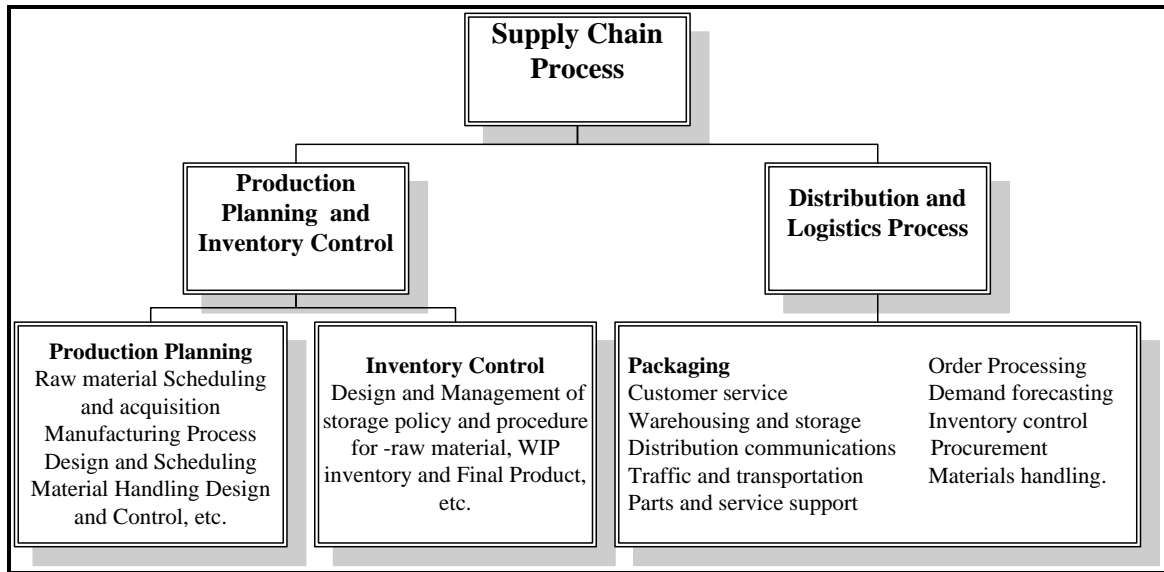 Supply Chain
Process
Production
Planning and
Inventory Control
Distribution and
Logistics Process
Production Planning
Raw material Scheduling
and acquisition
Manufacturing Process
Design and Scheduling
Material Handling Design
and Control, etc.
Inventory Control
Design and Management of
storage policy and procedure
for -raw material, WIP
inventory and Final Product,
etc.
Packaging
Customer service
Warehousing and storage
Distribution communications
Traffic and transportation
Parts and service support
Order Processing
Demand forecasting
Inventory control
Procurement
Materials handling.